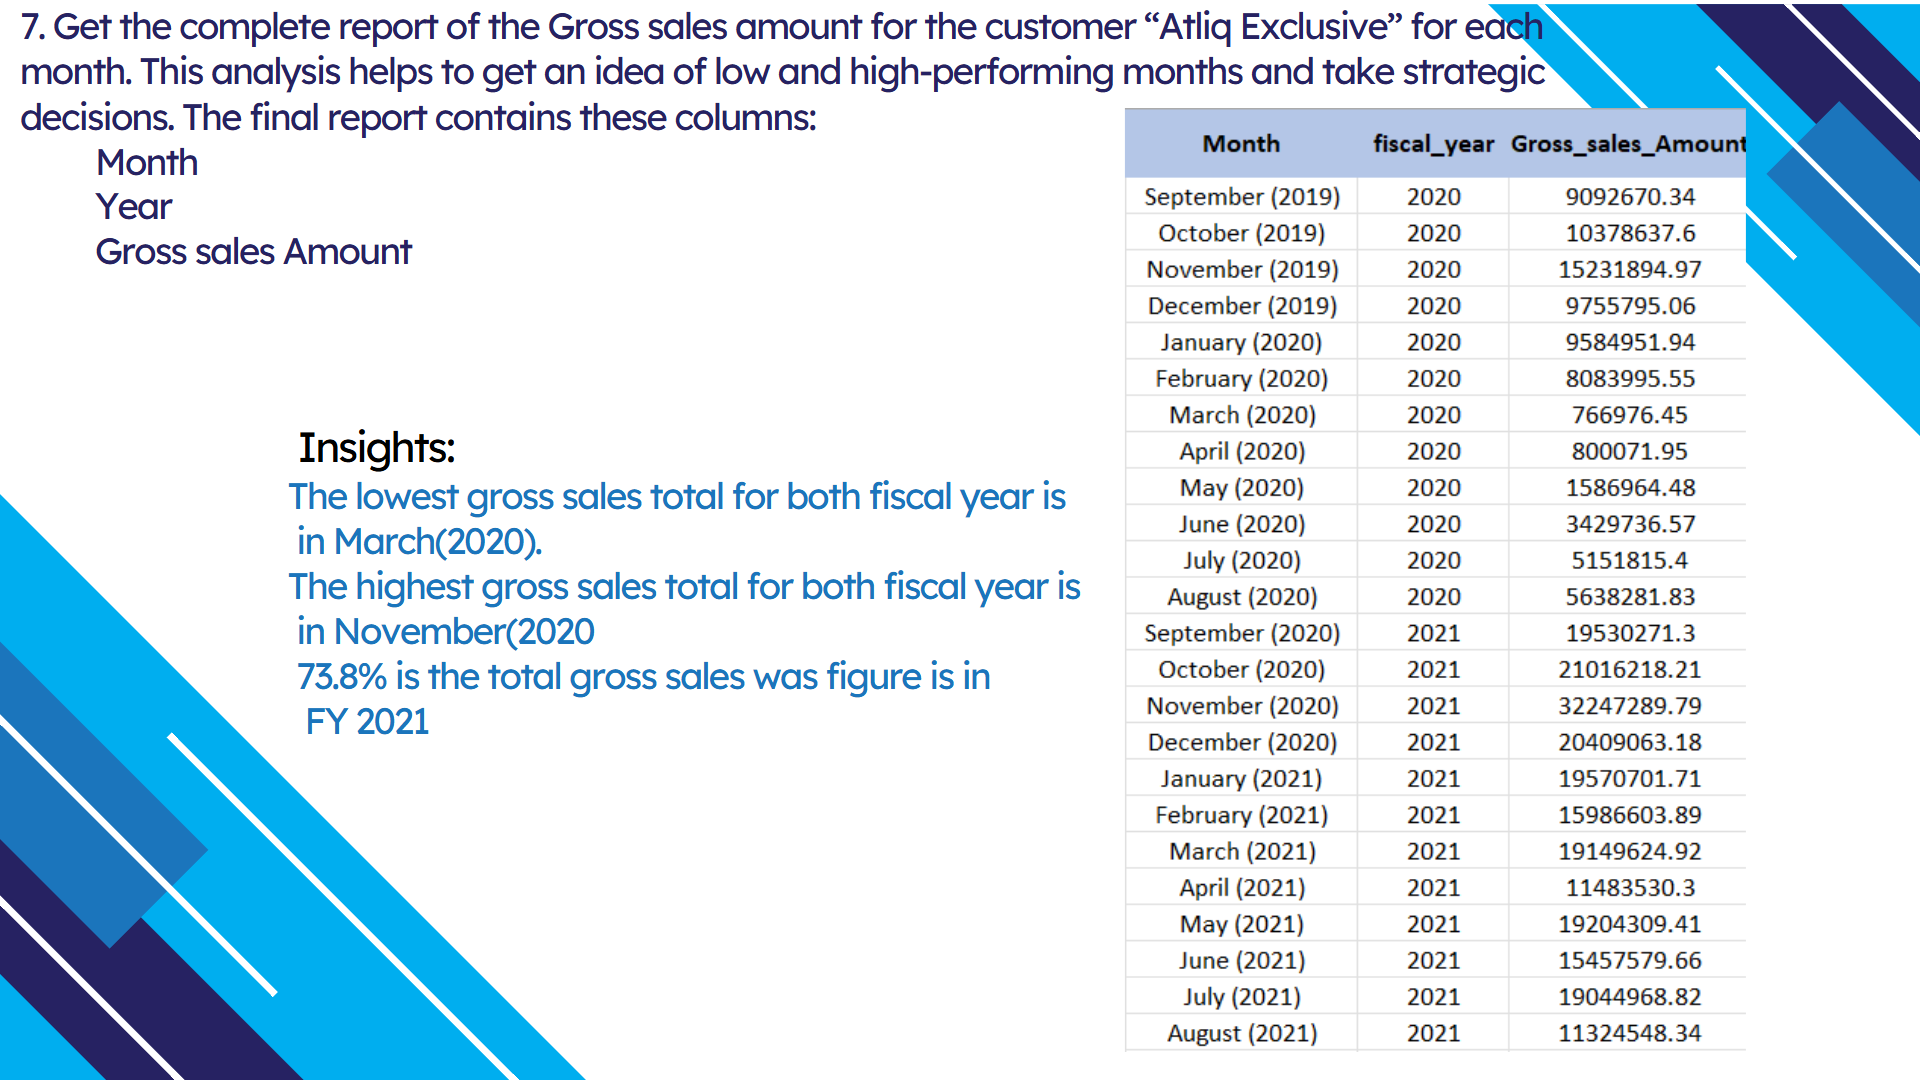 7. Get the complete report of the Gross sales amount for the customer “Atliq Exclusive” for each
month. This analysis helps to get an idea of low and high-performing months and take strategic
decisions. The final report contains these columns:
Month
Year
Gross sales Amount
Insights:
The lowest gross sales total for both fiscal year is
in March(2020).
The highest gross sales total for both fiscal year is
in November(2020
73.8% is the total gross sales was figure is in
FY 2021
Month fiscal_year Gross_sales_Amount
September (2019) 2020 9092670.34
October (2019) 2020 10378637.6
November (2019) 2020 15231894.97
December (2019) 2020 9755795.06
January (2020) 2020 9584951.94
February (2020) 2020 8083995.55
March (2020) 2020 766976.45
April (2020) 2020 800071.95
May (2020) 2020 1586964.48
June (2020) 2020 3429736.57
July (2020) 2020 5151815.4
August (2020) 2020 5638281.83
September (2020) 2021 19530271.3
October (2020) 2021 21016218.21
November (2020) 2021 32247289.79
December (2020) 2021 20409063.18
January (2021) 2021 19570701.71
February (2021) 2021 15986603.89
March (2021) 2021 19149624.92
April (2021) 2021 11483530.3
May (2021) 2021 19204309.41
June (2021) 2021 15457579.66
July (2021) 2021 19044968.82
August (2021) 2021 11324548.34